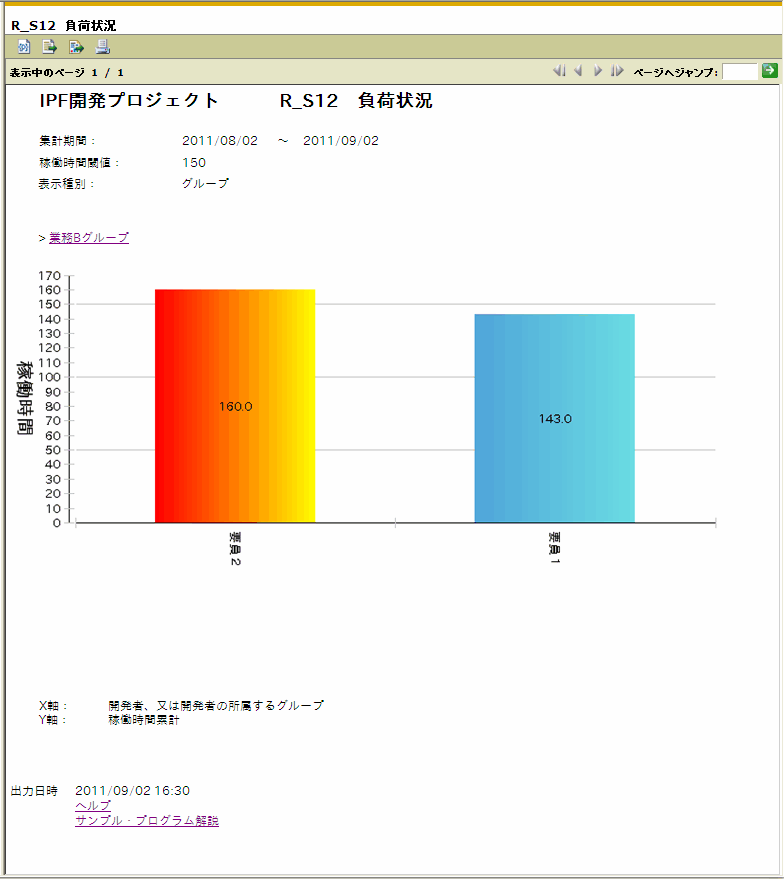 R_S12 負荷状況
表示中のページ 1 / 1 ページへジャンプ:
IPF開発プロジェクト R_S12 負荷状況
集計期間： 2011/08/02 ～ 2011/09/02
稼働時間閾値： 150
表示種別： グループ
> 業務Bグループ
稼働時間
170
160
150
140
130
120
110
100
90
80
70
60
50
40
30
20
10
0
160.0
143.0
要員2
要員1
X軸： 開発者、又は開発者の所属するグループ
Y軸： 稼働時間累計
出力日時 2011/09/02 16:30
ヘルプ
サンプル・プログラム解説